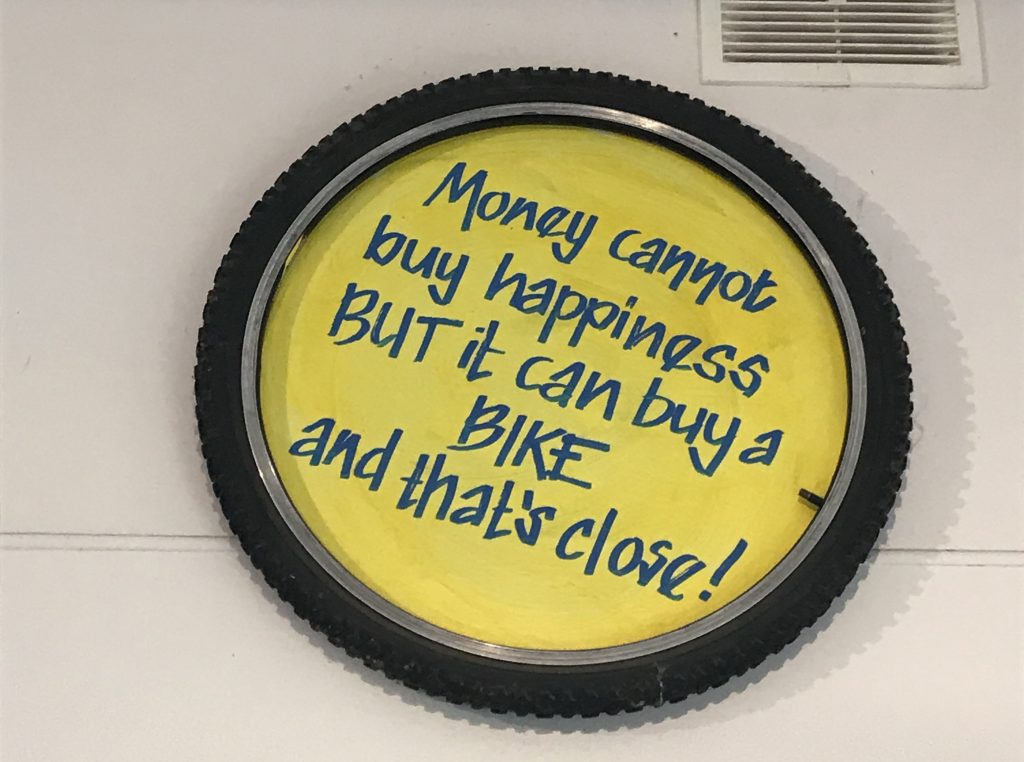 Money cannot
buy happiness
BUT it can buy a
BIKE
and that's close!